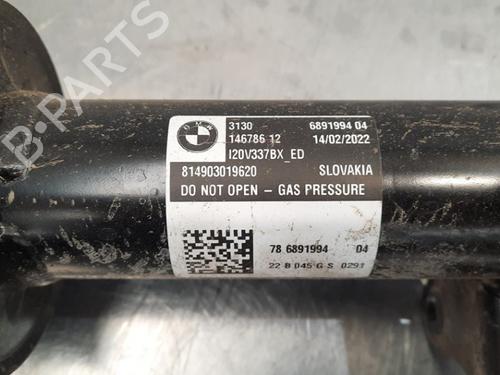 BMW
3130 6891994 04
146786 12 14/02/2022
I20V337BX_ED
814903019620 SLOVAKIA
DO NOT OPEN – GAS PRESSURE
78 6891994 04
22 B 045 G S 0291
B-PARTS